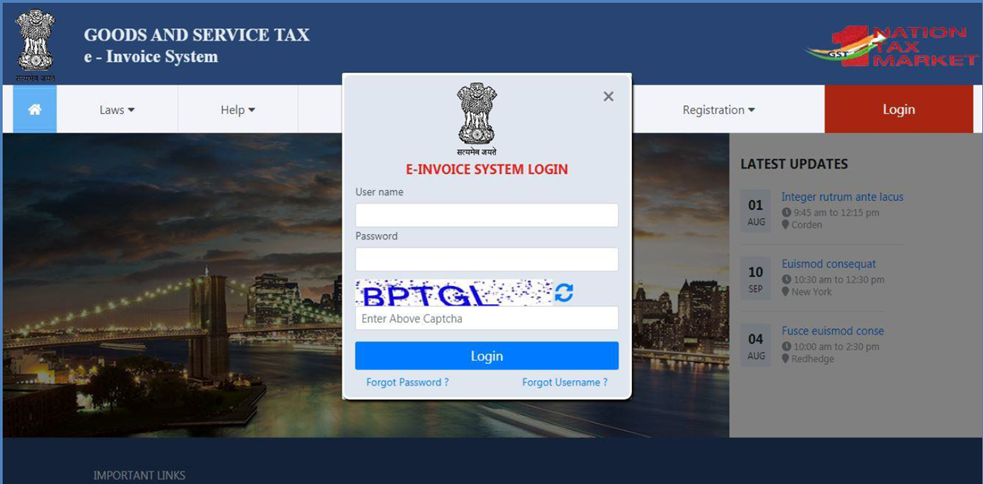 GOODS AND SERVICE TAX
e - Invoice System
सत्यमेव जयते
GST
1 NATION
TAX
MARKET
Laws
Help
Registration
Login
सत्यमेव जयते
E-INVOICE SYSTEM LOGIN
User name
Password
BPTGL
Enter Above Captcha
Login
Forgot Password ?
Forgot Username ?
LATEST UPDATES
01
AUG
Integer rutrum ante lacus
9:45 am to 12:15 pm
Corden
10
SEP
Euismod consequat
10:30 am to 12:30 pm
New York
04
AUG
Fusce euismod conse
10:00 am to 2:30 pm
Redhedge
IMPORTANT LINKS